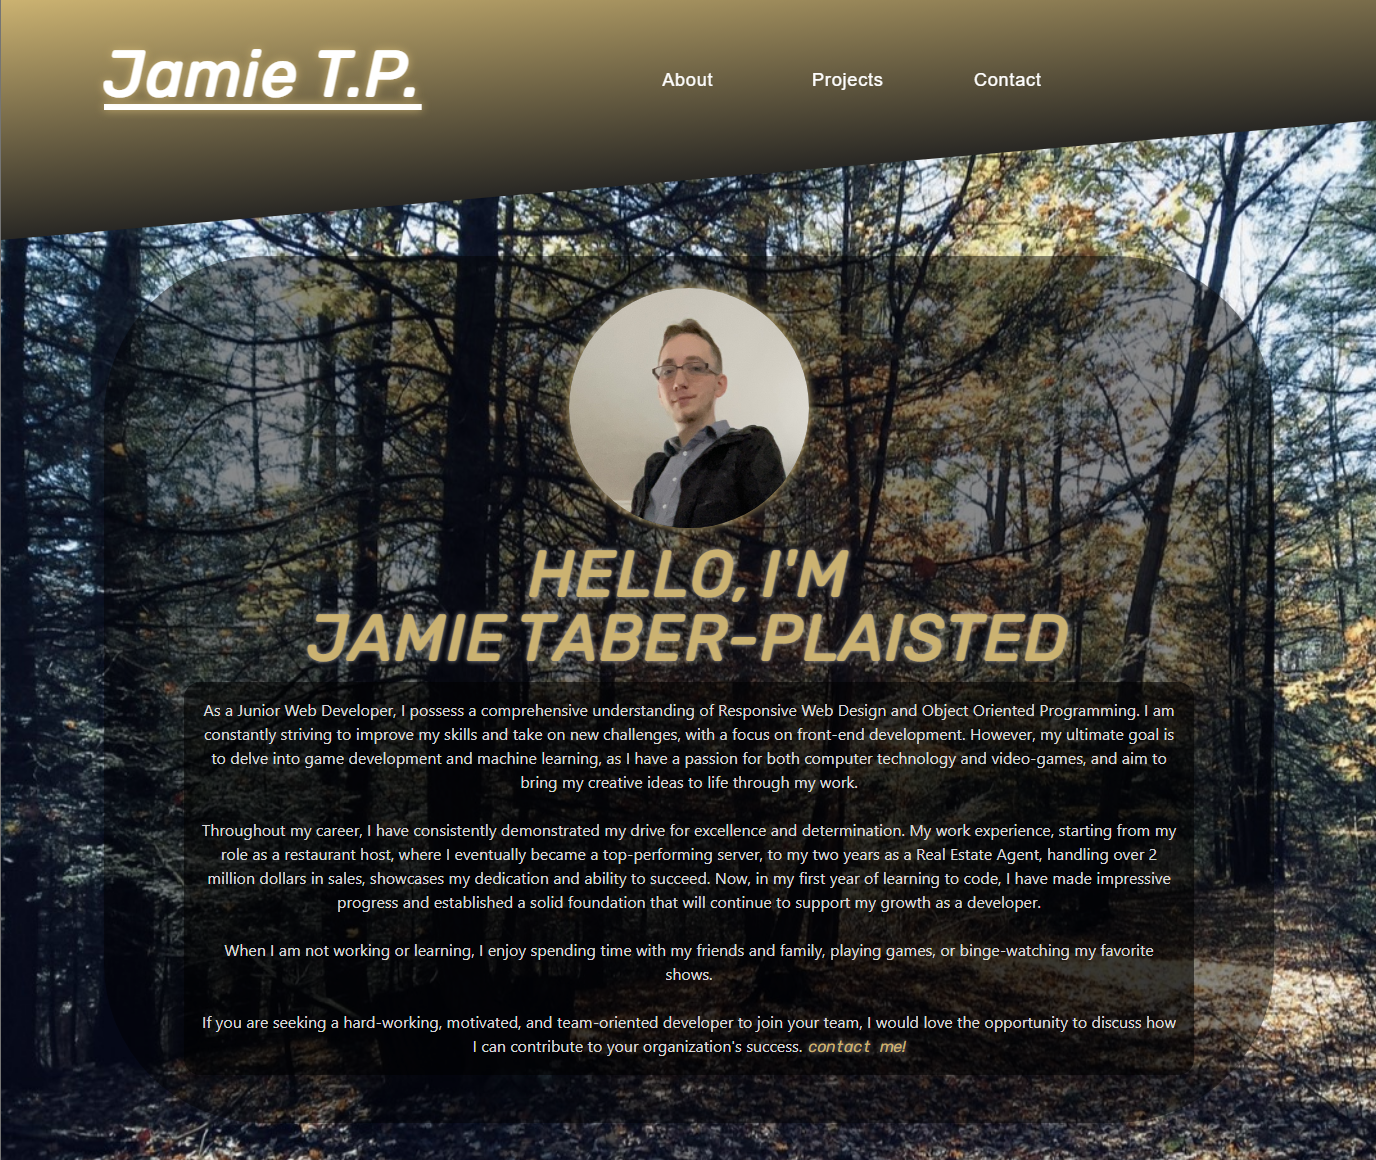 Jamie T.P.
About
Projects
Contact
HELLO, I'M
JAMIE TABER-PLAISTED
As a Junior Web Developer, I possess a comprehensive understanding of Responsive Web Design and Object Oriented Programming. I am
constantly striving to improve my skills and take on new challenges, with a focus on front-end development. However, my ultimate goal is
to delve into game development and machine learning, as I have a passion for both computer technology and video-games, and aim to
bring my creative ideas to life through my work.
Throughout my career, I have consistently demonstrated my drive for excellence and determination. My work experience, starting from my
role as a restaurant host, where I eventually became a top-performing server, to my two years as a Real Estate Agent, handling over 2
million dollars in sales, showcases my dedication and ability to succeed. Now, in my first year of learning to code, I have made impressive
progress and established a solid foundation that will continue to support my growth as a developer.
When I am not working or learning, I enjoy spending time with my friends and family, playing games, or binge-watching my favorite
shows.
If you are seeking a hard-working, motivated, and team-oriented developer to join your team, I would love the opportunity to discuss how
I can contribute to your organization's success. contact me!